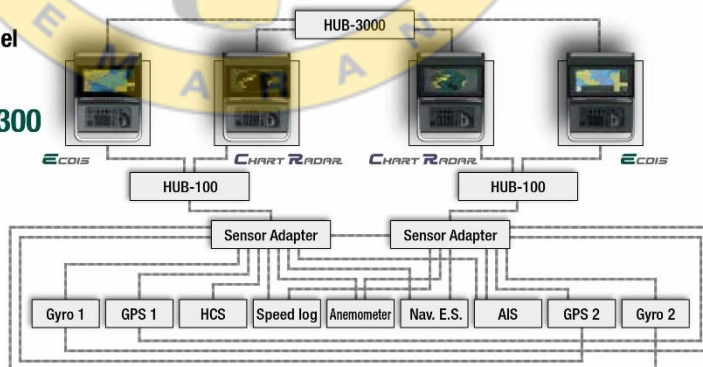 HUB-3000
el
300
ECDIS CHART RADAR CHART RADAR ECDIS
HUB-100 HUB-100
Sensor Adapter Sensor Adapter
Gyro 1 GPS 1 HCS Speed log Anemometer Nav. E.S. AIS GPS 2 Gyro 2
E M A R A N